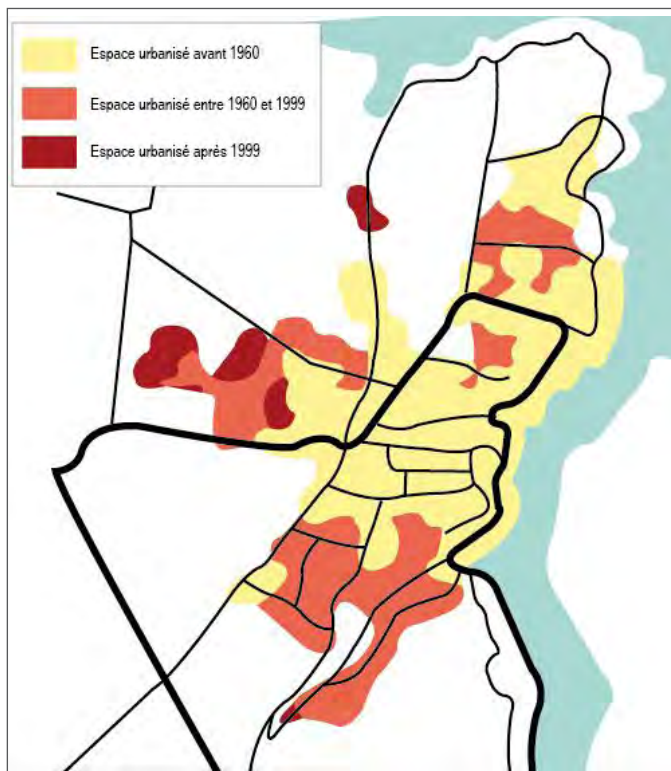 Espace urbanisé avant 1960
Espace urbanisé entre 1960 et 1999
Espace urbanisé après 1999